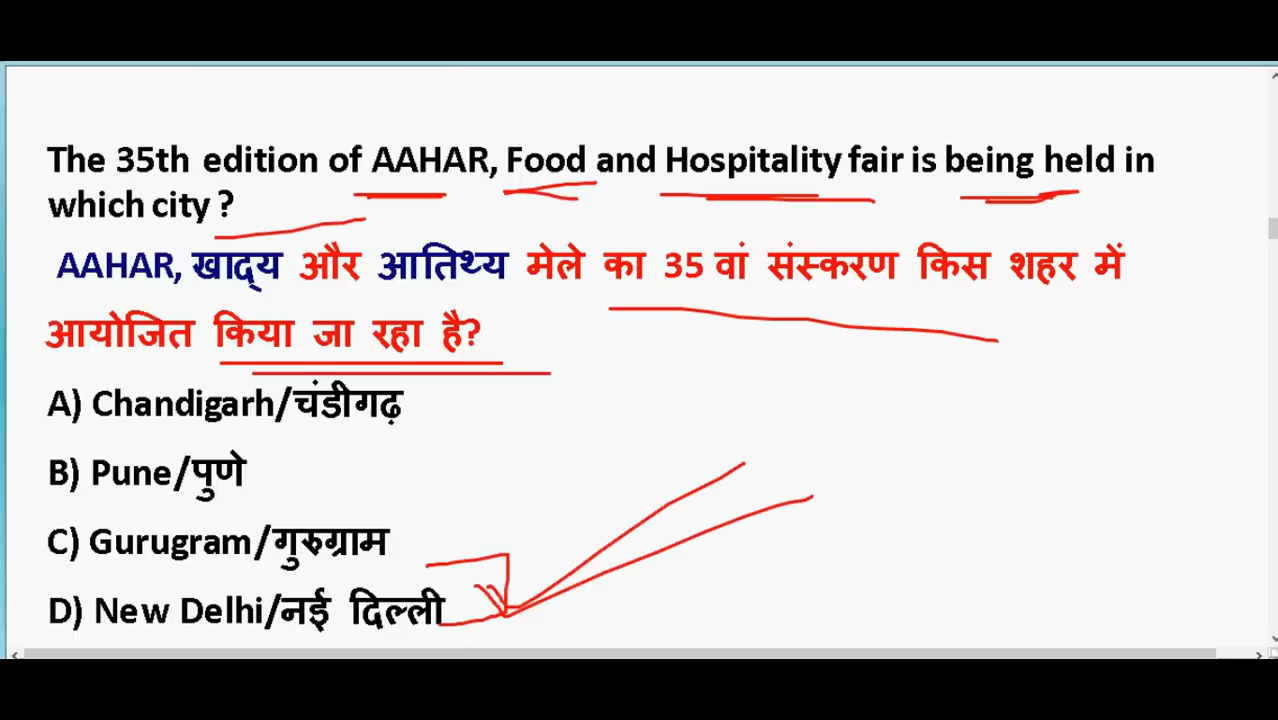 The 35th edition of AAHAR, Food and Hospitality fair is being held in
which city ?
AAHAR, खाद्य और आतिथ्य मेले का 35 वां संस्करण किस शहर में
आयोजित किया जा रहा है?
A) Chandigarh/चंडीगढ़
B) Pune/पुणे
C) Gurugram/गुरुग्राम
D) New Delhi/नई दिल्ली